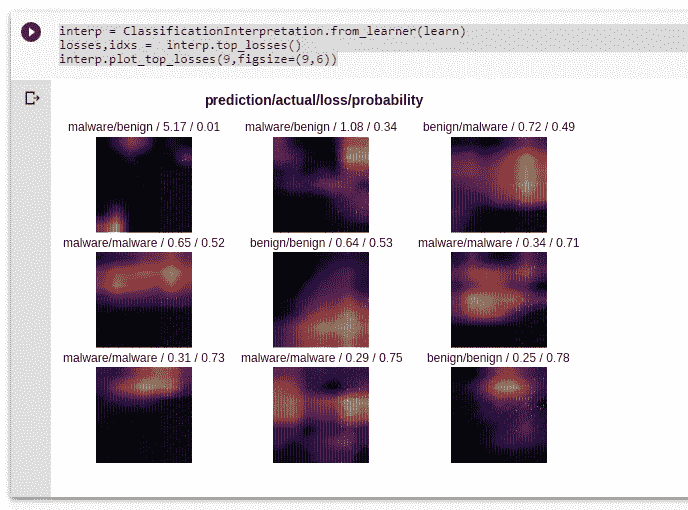 interp = ClassificationInterpretation.from_learner(learn)
losses,idxs =  interp.top_losses()
interp.plot_top_losses(9,figsize=(9,6))
prediction/actual/loss/probability
malware/benign / 5.17 / 0.01
malware/benign / 1.08 / 0.34
benign/malware / 0.72 / 0.49
malware/malware / 0.65 / 0.52
benign/benign / 0.64 / 0.53
malware/malware / 0.34 / 0.71
malware/malware / 0.31 / 0.73
malware/malware / 0.29 / 0.75
benign/benign / 0.25 / 0.78